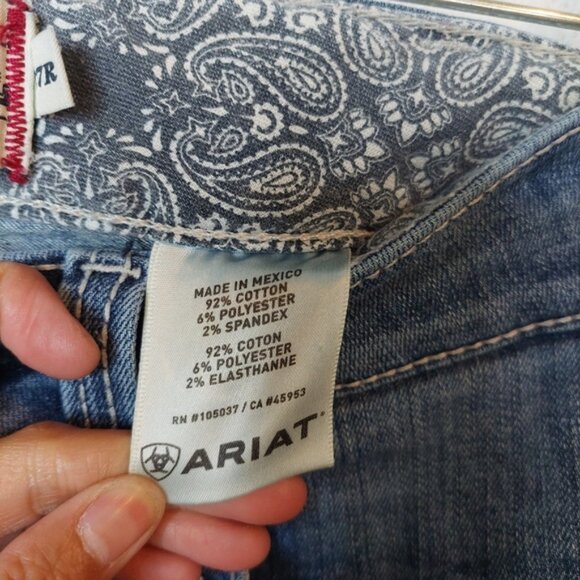 7R
MADE IN MEXICO
92% COTTON
6% POLYESTER
2% SPANDEX
92% COTON
6% POLYESTER
2% ELASTHANNE
RN #105037 / CA #45953
ARIAT